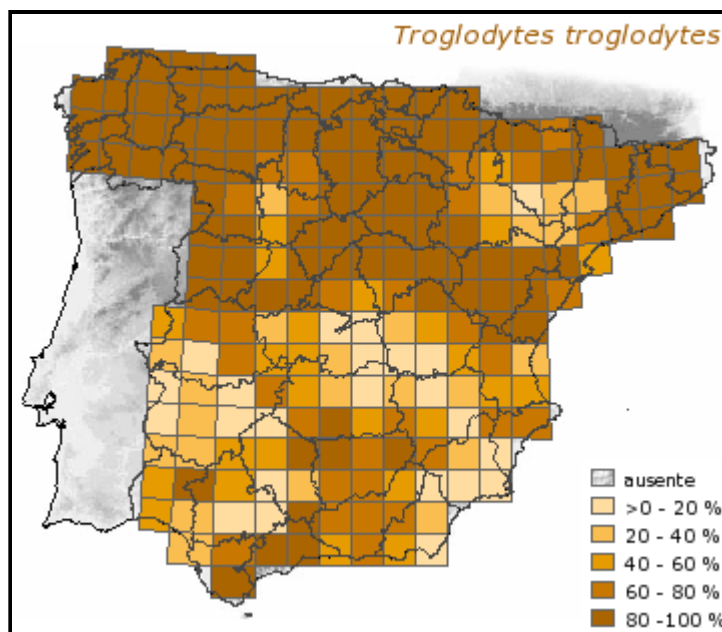 Troglodytes troglodytes
ausente
>0 - 20 %
20 - 40 %
40 - 60 %
60 - 80 %
80 -100 %